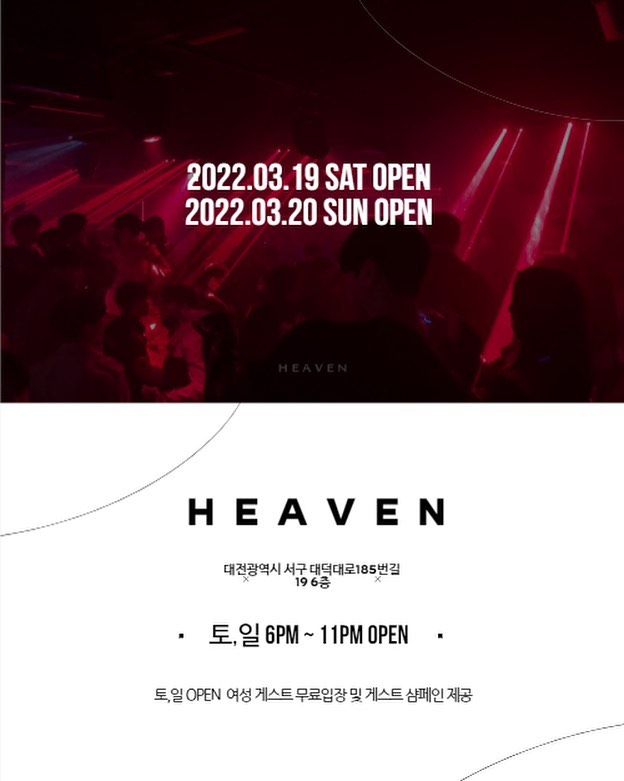 2022.03.19 SAT OPEN
2022.03.20 SUN OPEN
HEAVEN
HEAVEN
대전광역시 서구 대덕대로185번길
19 6층
토,일 6PM ~ 11PM OPEN
토,일 OPEN 여성 게스트 무료입장 및 게스트 샴페인 제공